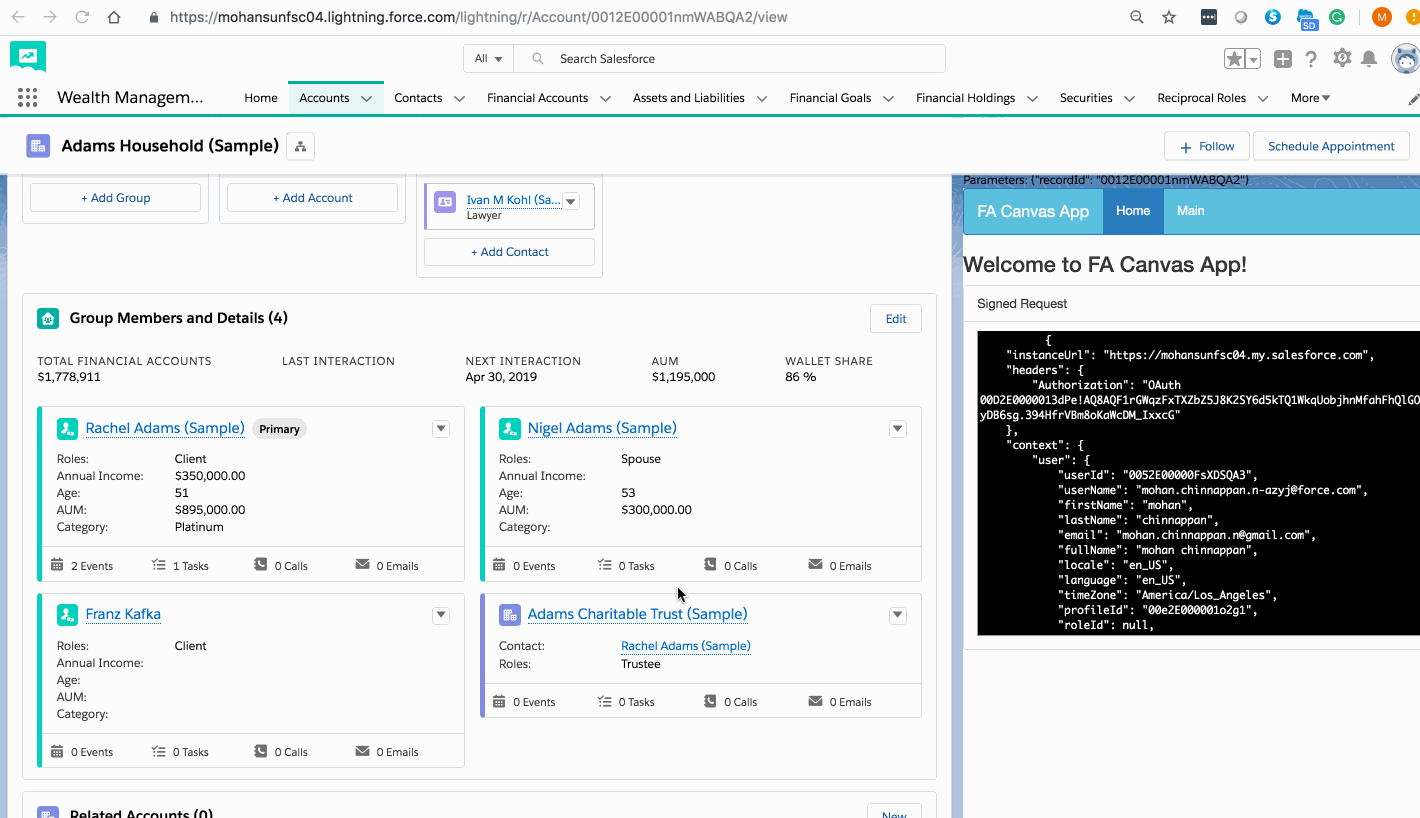 https://mohansunfsc04.lightning.force.com/lightning/r/Account/0012E00001nmWABQA2/view
SD
M
All
Search Salesforce
Wealth Managem...
Home
Accounts
Contacts
Financial Accounts
Assets and Liabilities
Financial Goals
Financial Holdings
Securities
Reciprocal Roles
More
Adams Household (Sample)
+ Follow
Schedule Appointment
+ Add Group
+ Add Account
Ivan M Kohl (Sa...
Lawyer
+ Add Contact
Group Members and Details (4)
Edit
TOTAL FINANCIAL ACCOUNTS
$1,778,911
LAST INTERACTION
NEXT INTERACTION
Apr 30, 2019
AUM
$1,195,000
WALLET SHARE
86 %
Rachel Adams (Sample)
Primary
Roles: Client
Annual Income: $350,000.00
Age: 51
AUM: $895,000.00
Category: Platinum
2 Events
1 Tasks
0 Calls
0 Emails
Nigel Adams (Sample)
Roles: Spouse
Annual Income:
Age: 53
AUM: $300,000.00
Category:
0 Events
0 Tasks
0 Calls
0 Emails
Franz Kafka
Roles: Client
Annual Income:
Age:
AUM:
Category:
0 Events
0 Tasks
0 Calls
0 Emails
Adams Charitable Trust (Sample)
Contact: Rachel Adams (Sample)
Roles: Trustee
0 Events
0 Tasks
0 Calls
0 Emails
Related Accounts (0)
New
Parameters: {"recordId": "0012E00001nmWABQA2"}
FA Canvas App
Home
Main
Welcome to FA Canvas App!
Signed Request
{
"instanceUrl": "https://mohansunfsc04.my.salesforce.com",
"headers": {
"Authorization": "OAuth
00D2E0000013dPe!AQ8AQF1rGWqzFxTXZbZ5J8K2SY6d5kTQ1WkqUobjhnMfahFhQlGO
yDB6sg.394HfrVBm8oKaWcDM_IxxcG"
},
"context": {
"user": {
"userId": "0052E00000FsXDSQA3",
"userName": "mohan.chinnappan.n-azyj@force.com",
"firstName": "mohan",
"lastName": "chinnappan",
"email": "mohan.chinnappan.n@gmail.com",
"fullName": "mohan chinnappan",
"locale": "en_US",
"language": "en_US",
"timeZone": "America/Los_Angeles",
"profileId": "00e2E000001o2g1",
"roleId": null,